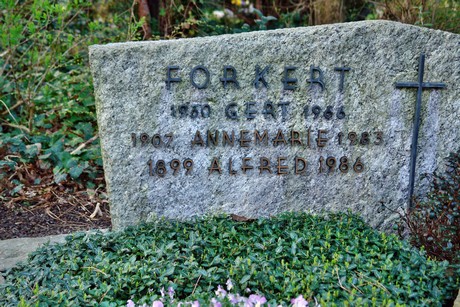 FORKERT
1930 GERT 1966
1907 ANNEMARIE 1983
1899 ALFRED 1986